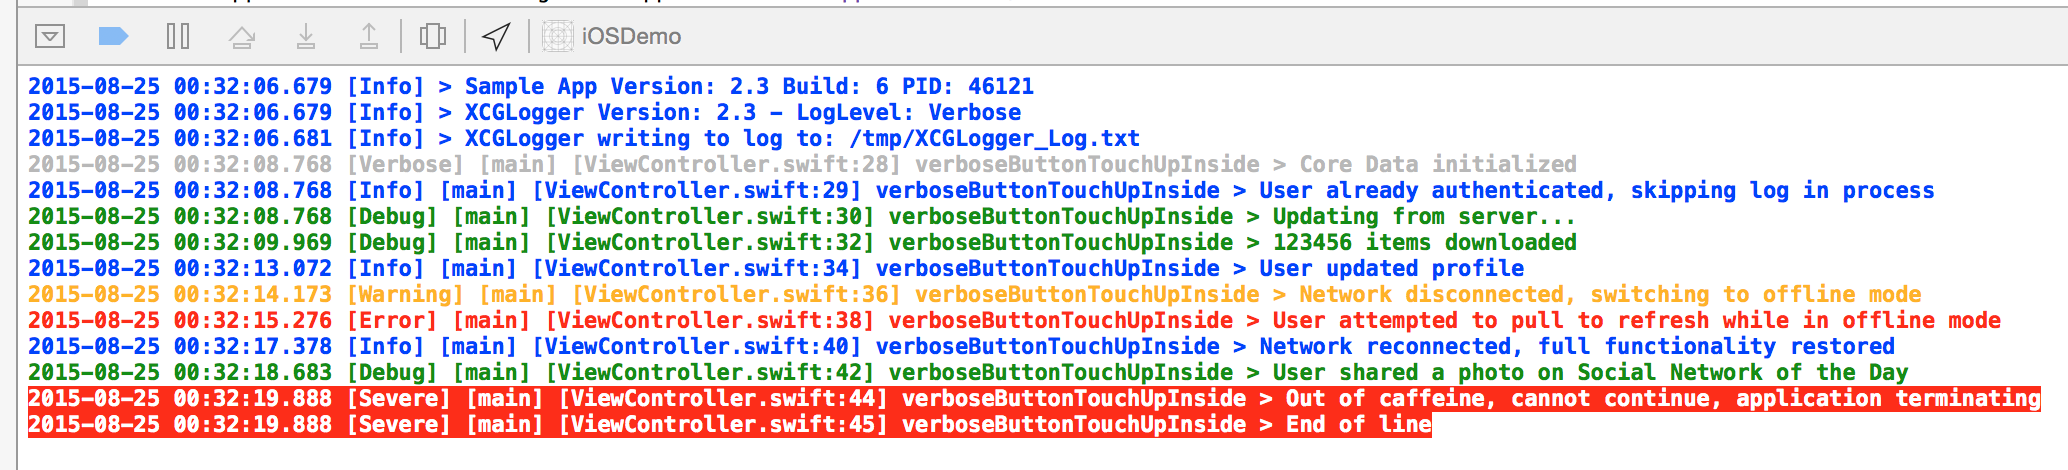 iOSDemo
2015-08-25 00:32:06.679 [Info] > Sample App Version: 2.3 Build: 6 PID: 46121
2015-08-25 00:32:06.679 [Info] > XCGLogger Version: 2.3 - LogLevel: Verbose
2015-08-25 00:32:06.681 [Info] > XCGLogger writing to log to: /tmp/XCGLogger_Log.txt
2015-08-25 00:32:08.768 [Verbose] [main] [ViewController.swift:28] verboseButtonTouchUpInside > Core Data initialized
2015-08-25 00:32:08.768 [Info] [main] [ViewController.swift:29] verboseButtonTouchUpInside > User already authenticated, skipping log in process
2015-08-25 00:32:08.768 [Debug] [main] [ViewController.swift:30] verboseButtonTouchUpInside > Updating from server...
2015-08-25 00:32:09.969 [Debug] [main] [ViewController.swift:32] verboseButtonTouchUpInside > 123456 items downloaded
2015-08-25 00:32:13.072 [Info] [main] [ViewController.swift:34] verboseButtonTouchUpInside > User updated profile
2015-08-25 00:32:14.173 [Warning] [main] [ViewController.swift:36] verboseButtonTouchUpInside > Network disconnected, switching to offline mode
2015-08-25 00:32:15.276 [Error] [main] [ViewController.swift:38] verboseButtonTouchUpInside > User attempted to pull to refresh while in offline mode
2015-08-25 00:32:17.378 [Info] [main] [ViewController.swift:40] verboseButtonTouchUpInside > Network reconnected, full functionality restored
2015-08-25 00:32:18.683 [Debug] [main] [ViewController.swift:42] verboseButtonTouchUpInside > User shared a photo on Social Network of the Day
2015-08-25 00:32:19.888 [Severe] [main] [ViewController.swift:44] verboseButtonTouchUpInside > Out of caffeine, cannot continue, application terminating
2015-08-25 00:32:19.888 [Severe] [main] [ViewController.swift:45] verboseButtonTouchUpInside > End of line